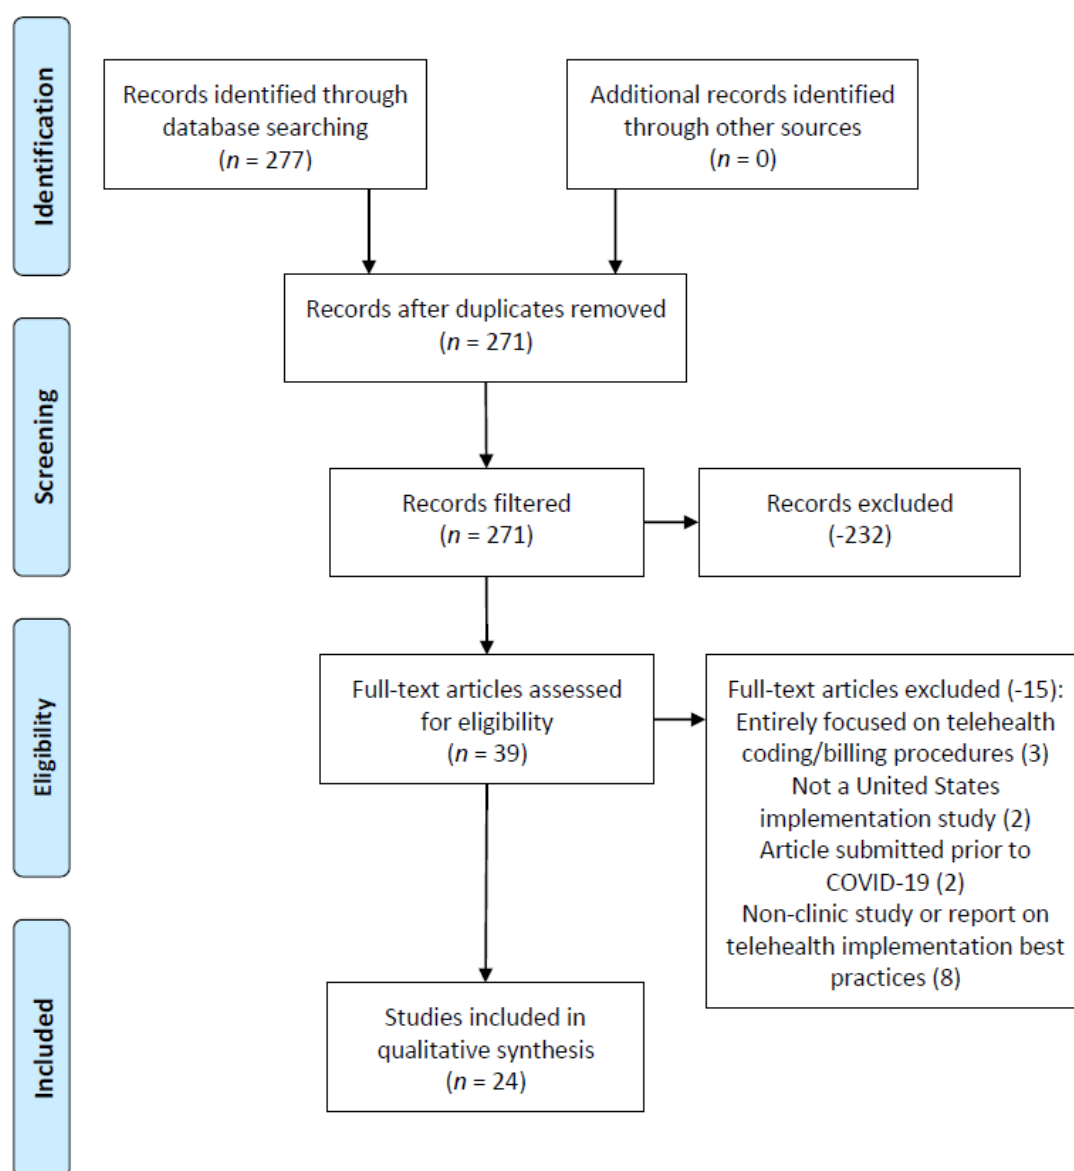 Identification
Records identified through
database searching
(n = 277)
Additional records identified
through other sources
(n = 0)
Records after duplicates removed
(n = 271)
Screening
Records filtered
(n = 271)
Records excluded
(-232)
Eligibility
Full-text articles assessed
for eligibility
(n = 39)
Full-text articles excluded (-15):
Entirely focused on telehealth
coding/billing procedures (3)
Not a United States
implementation study (2)
Article submitted prior to
COVID-19 (2)
Non-clinic study or report on
telehealth implementation best
practices (8)
Included
Studies included in
qualitative synthesis
(n = 24)